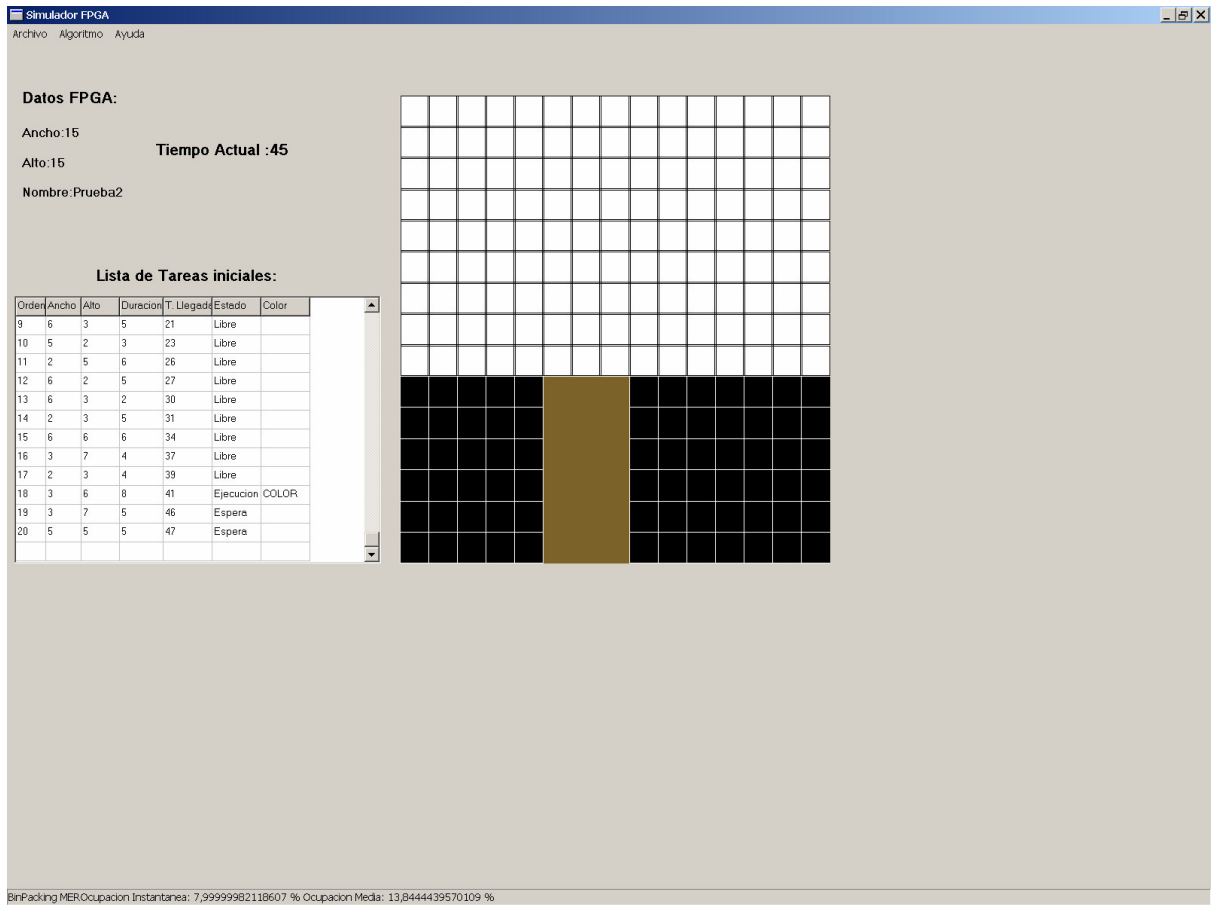 Simulador FPGA
Archivo Algoritmo Ayuda
Datos FPGA:
Ancho:15
Tiempo Actual :45
Alto:15
Nombre:Prueba2
Lista de Tareas iniciales:
Orden Ancho Alto Duracion T. Llegada Estado Color
9 6 3 5 21 Libre
10 5 2 3 23 Libre
11 2 5 6 26 Libre
12 6 2 5 27 Libre
13 6 3 2 30 Libre
14 2 3 5 31 Libre
15 6 6 6 34 Libre
16 3 7 4 37 Libre
17 2 3 4 39 Libre
18 3 6 8 41 Ejecucion COLOR
19 3 7 5 46 Espera
20 5 5 5 47 Espera
BinPacking MEROcupacion Instantanea: 7,99999982118607 % Ocupacion Media: 13,8444439570109 %